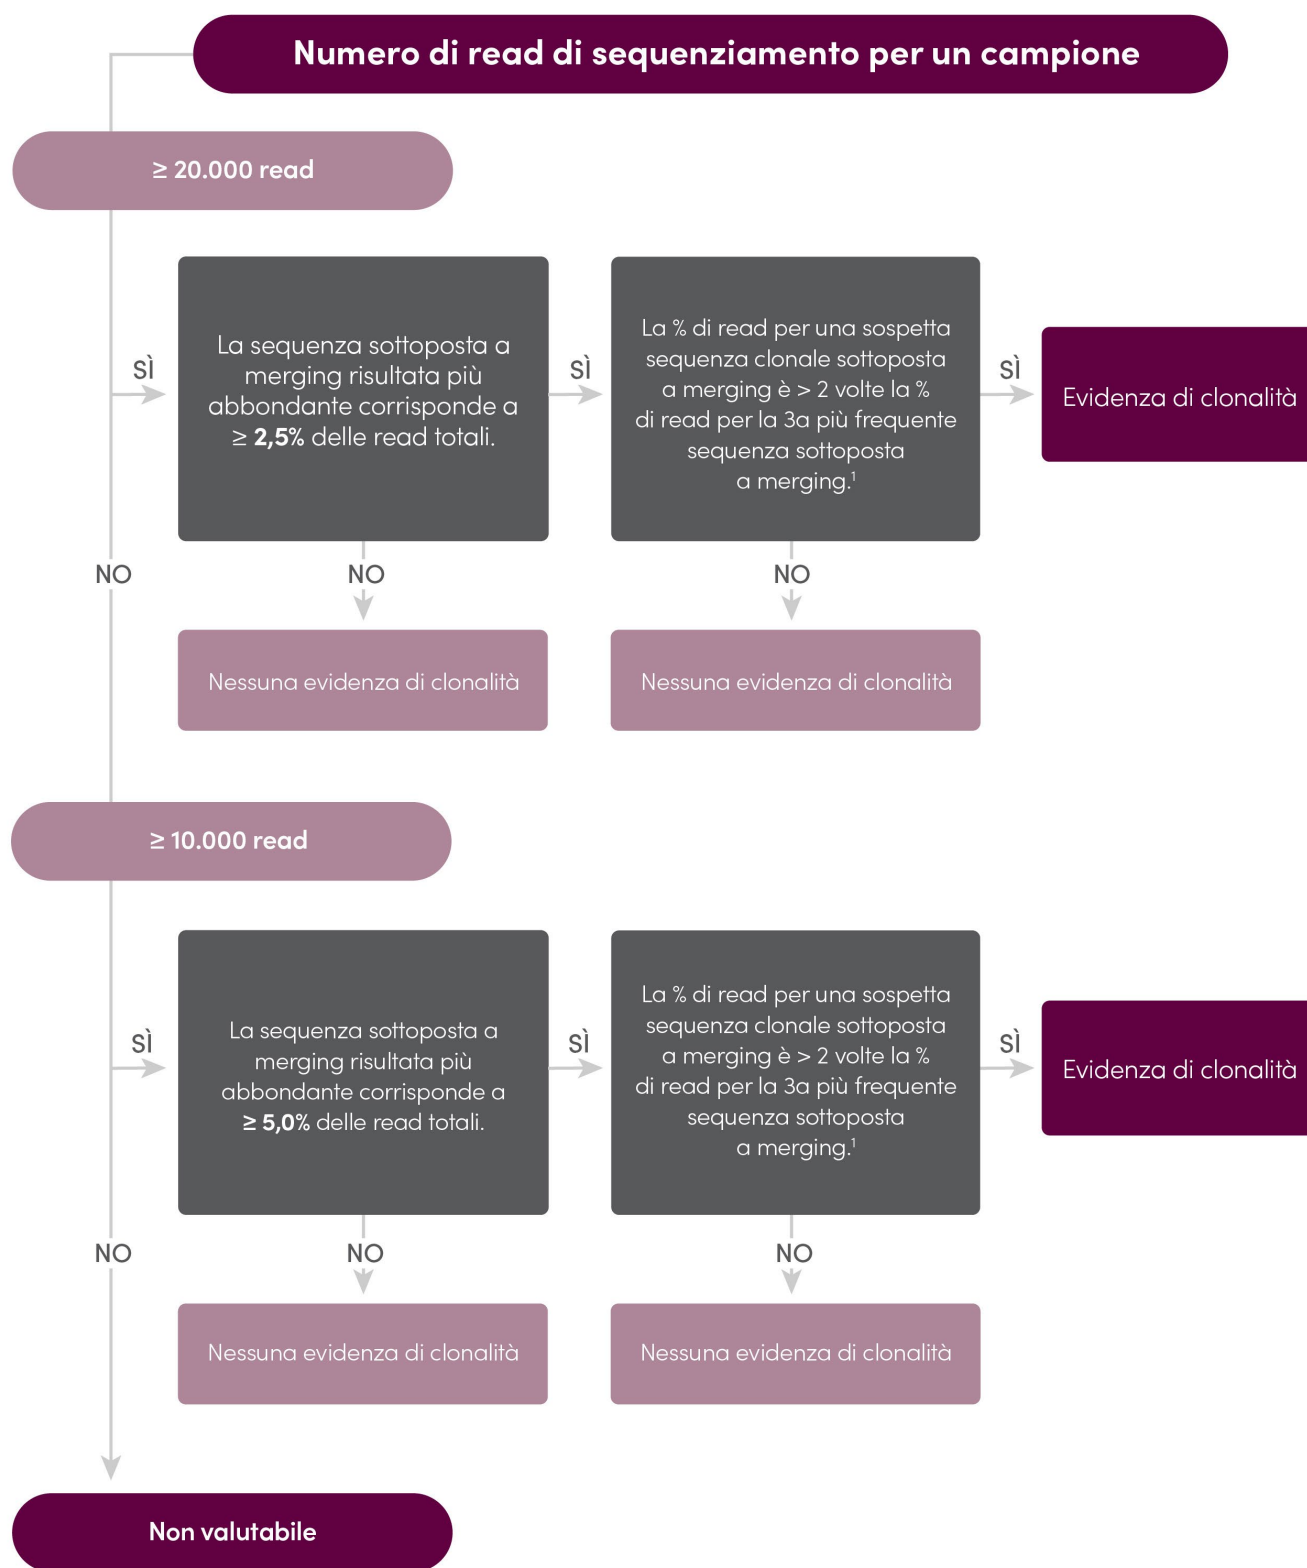 Numero di read di sequenziamento per un campione
≥ 20.000 read
SÌ
La sequenza sottoposta a
merging risultata più
abbondante corrisponde a
≥ 2,5% delle read totali.
SÌ
La % di read per una sospetta
sequenza clonale sottoposta
a merging è > 2 volte la %
di read per la 3a più frequente
sequenza sottoposta
a merging.¹
SÌ
Evidenza di clonalità
NO
NO
NO
Nessuna evidenza di clonalità
Nessuna evidenza di clonalità
≥ 10.000 read
SÌ
La sequenza sottoposta a
merging risultata più
abbondante corrisponde a
≥ 5,0% delle read totali.
SÌ
La % di read per una sospetta
sequenza clonale sottoposta
a merging è > 2 volte la %
di read per la 3a più frequente
sequenza sottoposta
a merging.¹
SÌ
Evidenza di clonalità
NO
NO
NO
Nessuna evidenza di clonalità
Nessuna evidenza di clonalità
Non valutabile